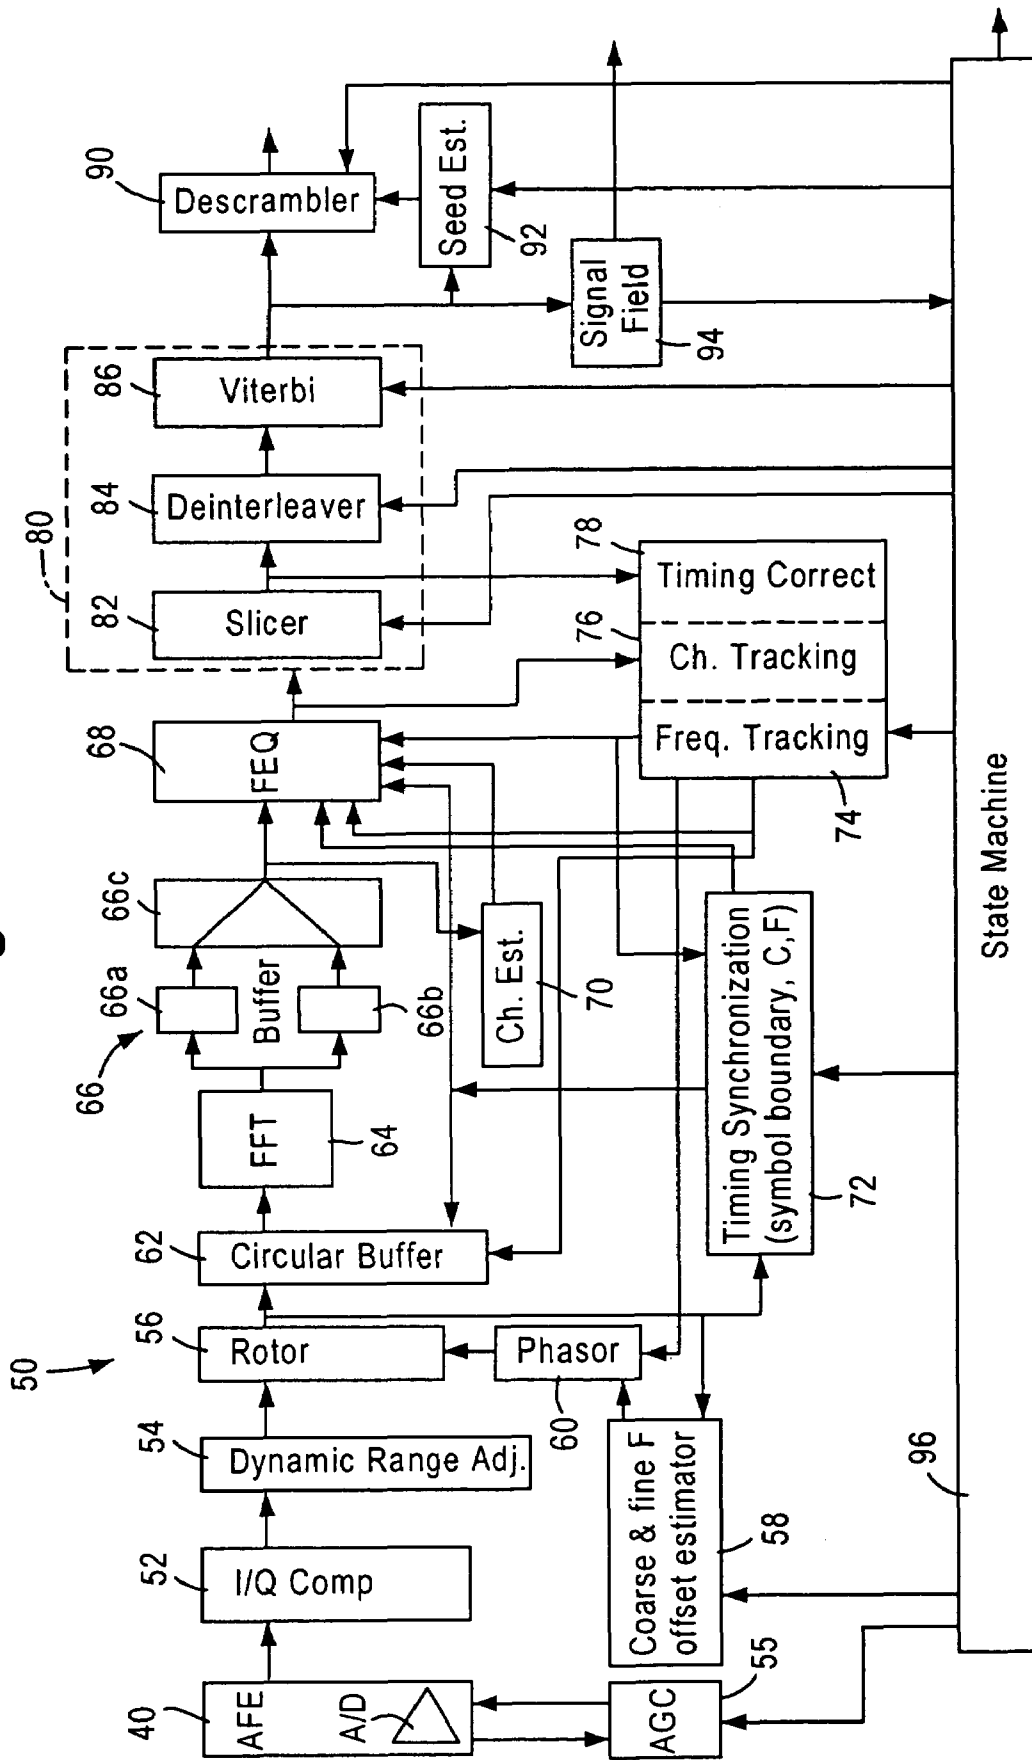 50
40
AFE
A/D
52
I/Q Comp
54
Dynamic Range Adj.
56
Rotor
62
Circular Buffer
FFT
64
66
66a
Buffer
66b
66c
68
FEQ
80
82
Slicer
84
Deinterleaver
86
Viterbi
90
Descrambler
Seed Est.
92
Signal
Field
94
AGC
55
Coarse & fine F
offset estimator
58
Phasor
60
Ch. Est.
70
Timing Synchronization
(symbol boundary, C,F)
72
Freq. Tracking
74
Ch. Tracking
76
Timing Correct
78
96
State Machine